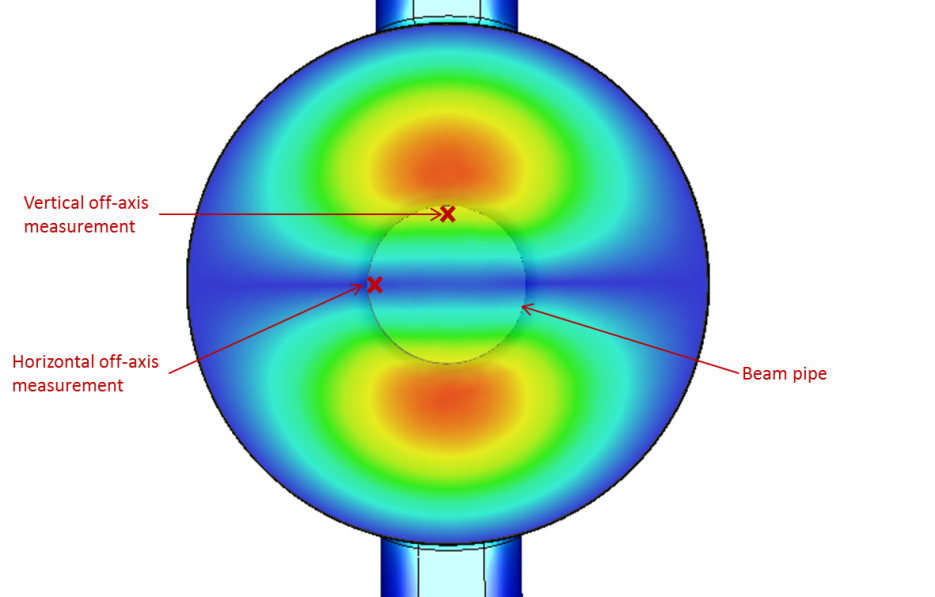 Vertical off-axis
measurement
Horizontal off-axis
measurement
Beam pipe